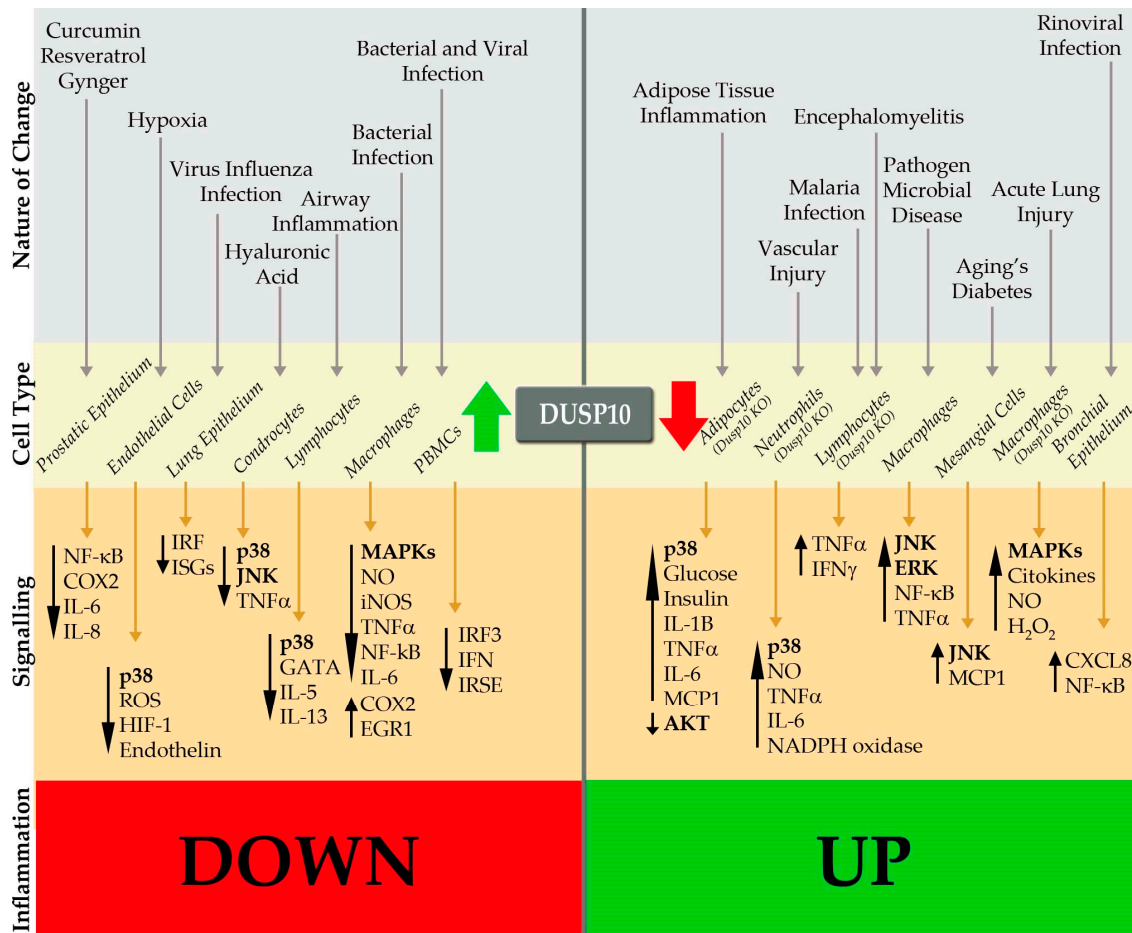 Nature of Change
Curcumin
Resveratrol
Gynger
Hypoxia
Virus Influenza
Infection
Hyaluronic
Acid
Airway
Inflammation
Bacterial
Infection
Bacterial and Viral
Infection
Adipose Tissue
Inflammation
Vascular
Injury
Malaria
Infection
Encephalomyelitis
Pathogen
Microbial
Disease
Aging's
Diabetes
Acute Lung
Injury
Rinoviral
Infection
Cell Type
Prostatic Epithelium
Endothelial Cells
Lung Epithelium
Condrocytes
Lymphocytes
Macrophages
PBMCs
DUSP10
Adipocytes
(Dusp10 KO)
Neutrophils
(Dusp10 KO)
Lymphocytes
(Dusp10 KO)
Macrophages
Mesangial Cells
Macrophages
(Dusp10 KO)
Bronchial
Epithelium
Signalling
NF-κB
COX2
IL-6
IL-8
p38
ROS
HIF-1
Endothelin
IRF
ISGs
p38
JNK
TNFα
p38
GATA
IL-5
IL-13
MAPKs
NO
iNOS
TNFα
NF-kB
IL-6
COX2
EGR1
IRF3
IFN
IRSE
p38
Glucose
Insulin
IL-1B
TNFα
IL-6
MCP1
AKT
p38
NO
TNFα
IL-6
NADPH oxidase
TNFα
IFNγ
JNK
ERK
NF-κB
TNFα
JNK
MCP1
MAPKs
Citokines
NO
H₂O₂
CXCL8
NF-κB
Inflammation
DOWN
UP